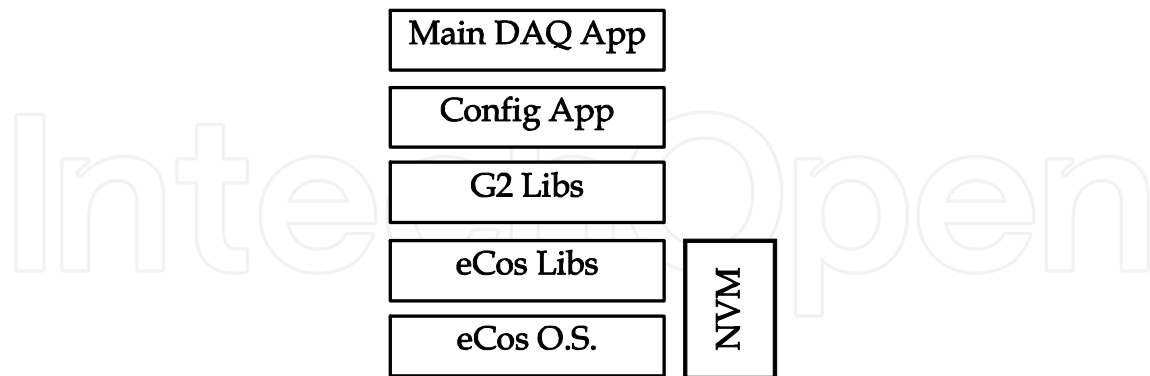 Main DAQ App
Config App
G2 Libs
eCos Libs
eCos O.S.
NVM
IntechOpen